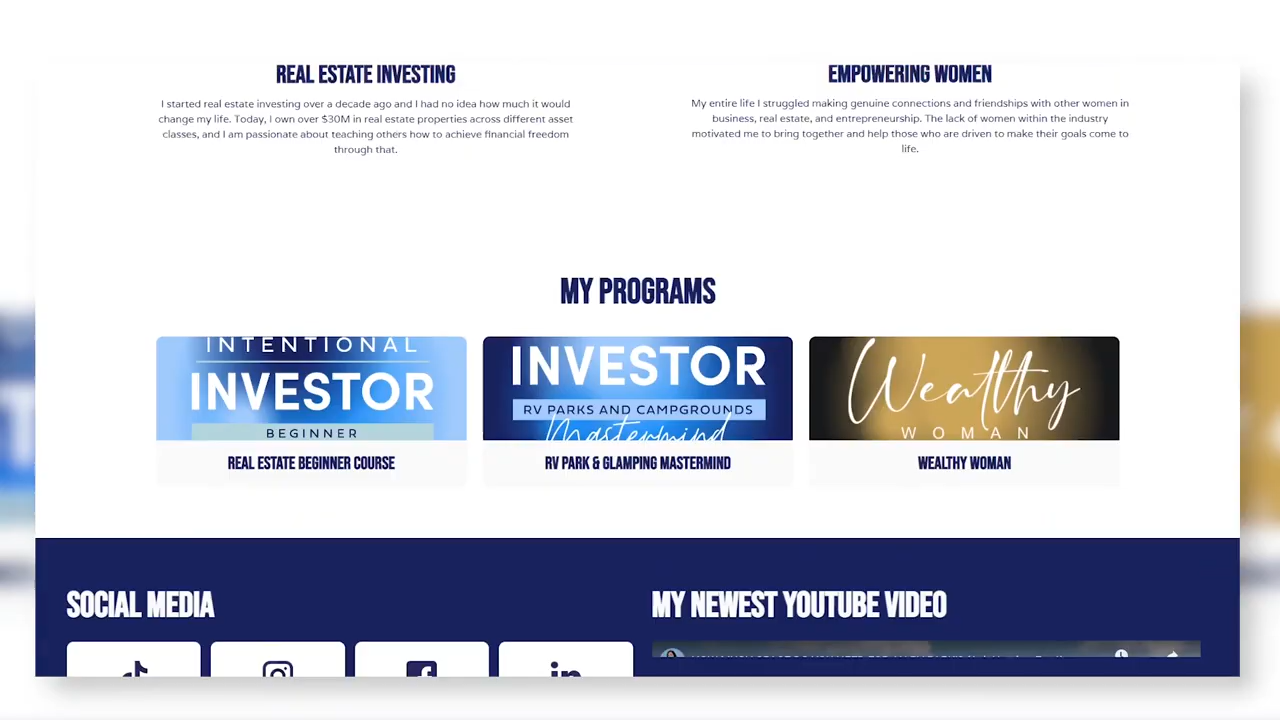 REAL ESTATE INVESTING
I started real estate investing over a decade ago and I had no idea how much it would
change my life. Today, I own over $30M in real estate properties across different asset
classes, and I am passionate about teaching others how to achieve financial freedom
through that.
EMPOWERING WOMEN
My entire life I struggled making genuine connections and friendships with other women in
business, real estate, and entrepreneurship. The lack of women within the industry
motivated me to bring together and help those who are driven to make their goals come to
life.
MY PROGRAMS
INTENTIONAL
INVESTOR
BEGINNER
REAL ESTATE BEGINNER COURSE
INVESTOR
RV PARKS AND CAMPGROUNDS
Mastermind
RV PARK & GLAMPING MASTERMIND
Wealthy
WOMAN
WEALTHY WOMAN
SOCIAL MEDIA
MY NEWEST YOUTUBE VIDEO